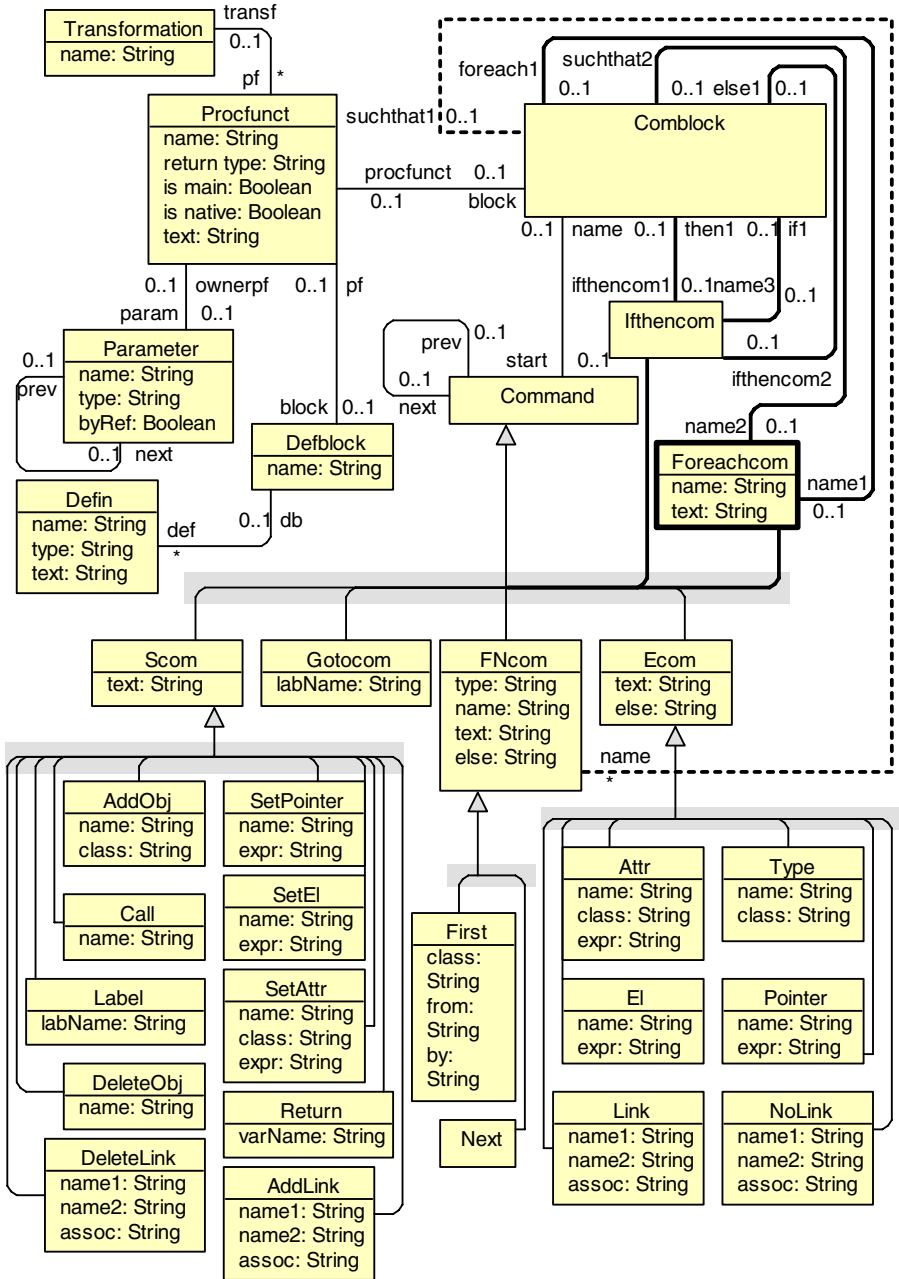 transf
Transformation
name: String
0..1
pf
*
Procfunct
name: String
return type: String
is main: Boolean
is native: Boolean
text: String
foreach1
suchthat2
0..1
0..1
else1
0..1
suchthat1
0..1
Comblock
procfunct
0..1
0..1
block
0..1
name
0..1
then1
0..1
if1
0..1
ownerpf
0..1
pf
param
0..1
ifthencom1
0..1
name3
0..1
Ifthencom
0..1
ifthencom2
0..1
prev
Parameter
name: String
type: String
byRef: Boolean
0..1
next
prev
0..1
0..1
next
start
0..1
Command
block
0..1
Defblock
name: String
name2
0..1
Foreachcom
name: String
text: String
name1
0..1
Defin
name: String
type: String
text: String
def
*
0..1
db
Scom
text: String
Gotocom
labName: String
FNcom
type: String
name: String
text: String
else: String
Ecom
text: String
else: String
name
*
AddObj
name: String
class: String
SetPointer
name: String
expr: String
Call
name: String
SetEl
name: String
expr: String
Label
labName: String
SetAttr
name: String
class: String
expr: String
DeleteObj
name: String
Return
varName: String
DeleteLink
name1: String
name2: String
assoc: String
AddLink
name1: String
name2: String
assoc: String
First
class:
String
from:
String
by:
String
Next
Attr
name: String
class: String
expr: String
Type
name: String
class: String
El
name: String
expr: String
Pointer
name: String
expr: String
Link
name1: String
name2: String
assoc: String
NoLink
name1: String
name2: String
assoc: String